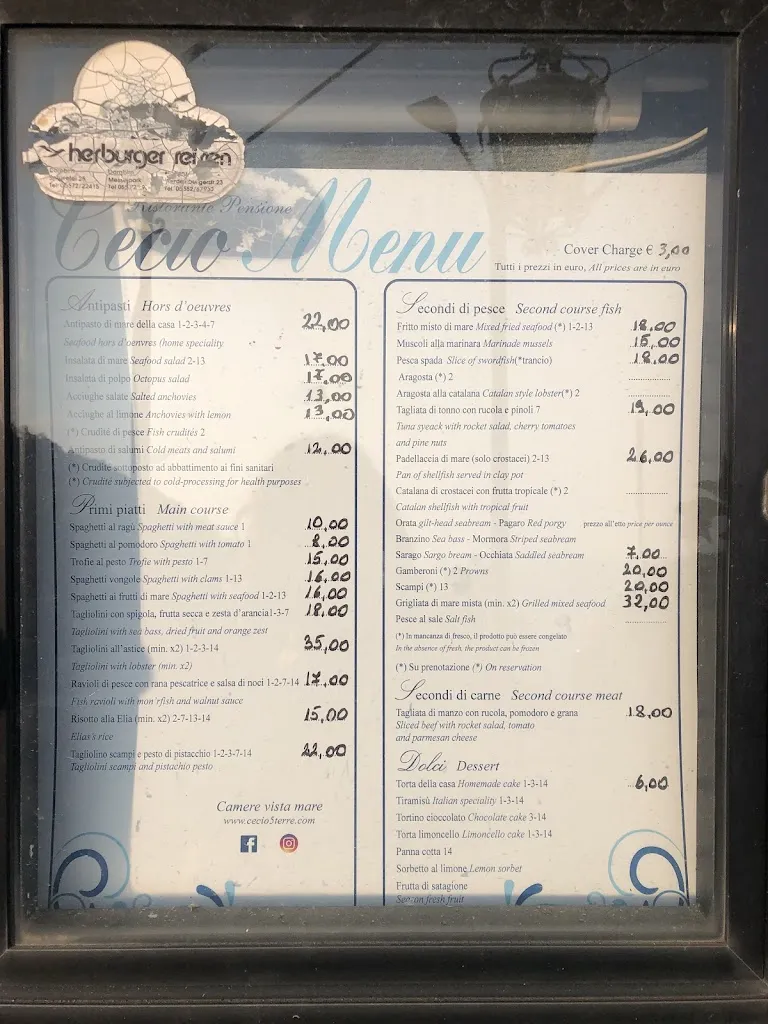 herburger reisen
Ristorante Pensione
Cecio Menu
Cover Charge € 3,00
Tutti i prezzi in euro, All prices are in euro
Antipasti Hors d'oeuvres
Antipasto di mare della casa 1-2-3-4-7 22,00
Seafood hors d'oenvres (home speciality
Insalata di mare Seafood salad 2-13 17,00
Insalata di polpo Octopus salad 17,00
Acciughe salate Salted anchovies 13,00
Acciughe al limone Anchovies with lemon 13,00
(*) Crudité di pesce Fish crudités 2
Antipasto di salumi Cold meats and salumi 12,00
(*) Crudité sottoposto ad abbattimento ai fini sanitari
(*) Crudité subjected to cold-processing for health purposes
Primi piatti Main course
Spaghetti al ragù Spaghetti with meat sauce 1 10,00
Spaghetti al pomodoro Spaghetti with tomato 1 8,00
Trofie al pesto Trofie with pesto 1-7 15,00
Spaghetti vongole Spaghetti with clams 1-13 16,00
Spaghetti ai frutti di mare Spaghetti with seafood 1-2-13 16,00
Tagliolini con spigola, frutta secca e zesta d'arancia1-3-7 18,00
Tagliolini with sea bass, dried fruit and orange zest
Tagliolini all'astice (min. x2) 1-2-3-14 35,00
Tagliolini with lobster (min. x2)
Ravioli di pesce con rana pescatrice e salsa di noci 1-2-7-14 17,00
Fish ravioli with monkfish and walnut sauce
Risotto alla Elia (min. x2) 2-7-13-14 15,00
Elias's rice
Tagliolino scampi e pesto di pistacchio 1-2-3-7-14 22,00
Tagliolini scampi and pistachio pesto
Camere vista mare
www.cecio5terre.com
Secondi di pesce Second course fish
Fritto misto di mare Mixed fried seafood (*) 1-2-13 18,00
Muscoli alla marinara Marinade mussels 15,00
Pesca spada Slice of swordfish(*trancio) 18,00
Aragosta (*) 2
Aragosta alla catalana Catalan style lobster(*) 2
Tagliata di tonno con rucola e pinoli 7 19,00
Tuna syeack with rocket salad, cherry tomatoes
and pine nuts
Padellaccia di mare (solo crostacei) 2-13 26,00
Pan of shellfish served in clay pot
Catalana di crostacei con frutta tropicale (*) 2
Catalan shellfish with tropical fruit
Orata gilt-head seabream - Pagaro Red porgy prezzo all'etto price per ounce
Branzino Sea bass - Mormora Striped seabream
Sarago Sargo bream - Occhiata Saddled seabream 7,00
Gamberoni (*) 2 Prowns 20,00
Scampi (*) 13 20,00
Grigliata di mare mista (min. x2) Grilled mixed seafood 32,00
Pesce al sale Salt fish
(*) In mancanza di fresco, il prodotto può essere congelato
In the absence of fresh, the product can be frozen
(*) Su prenotazione (*) On reservation
Secondi di carne Second course meat
Tagliata di manzo con rucola, pomodoro e grana 18,00
Sliced beef with rocket salad, tomato
and parmesan cheese
Dolci Dessert
Torta della casa Homemade cake 1-3-14 6,00
Tiramisù Italian speciality 1-3-14
Tortino cioccolato Chocolate cake 3-14
Torta limoncello Limoncello cake 1-3-14
Panna cotta 14
Sorbetto al limone Lemon sorbet
Frutta di satagione
Season fresh fruit